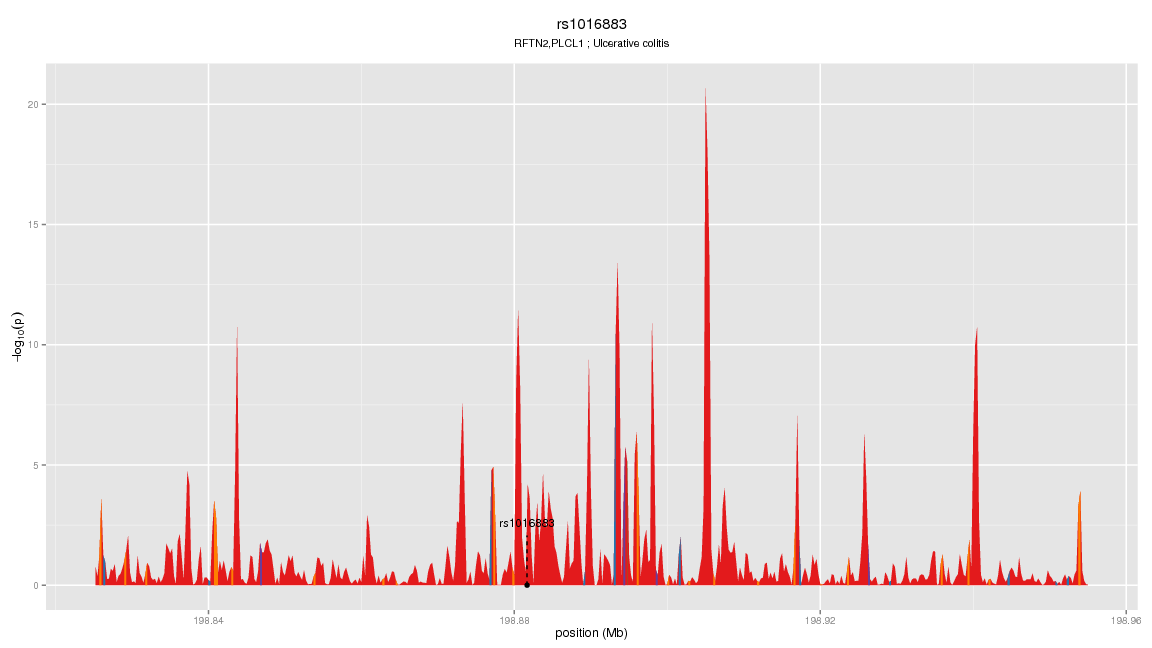 rs1016883
RFTN2,PLCL1 ; Ulcerative colitis
20
15
10
5
0
−log10(p)
rs1016883
198.84
198.88
198.92
198.96
position (Mb)